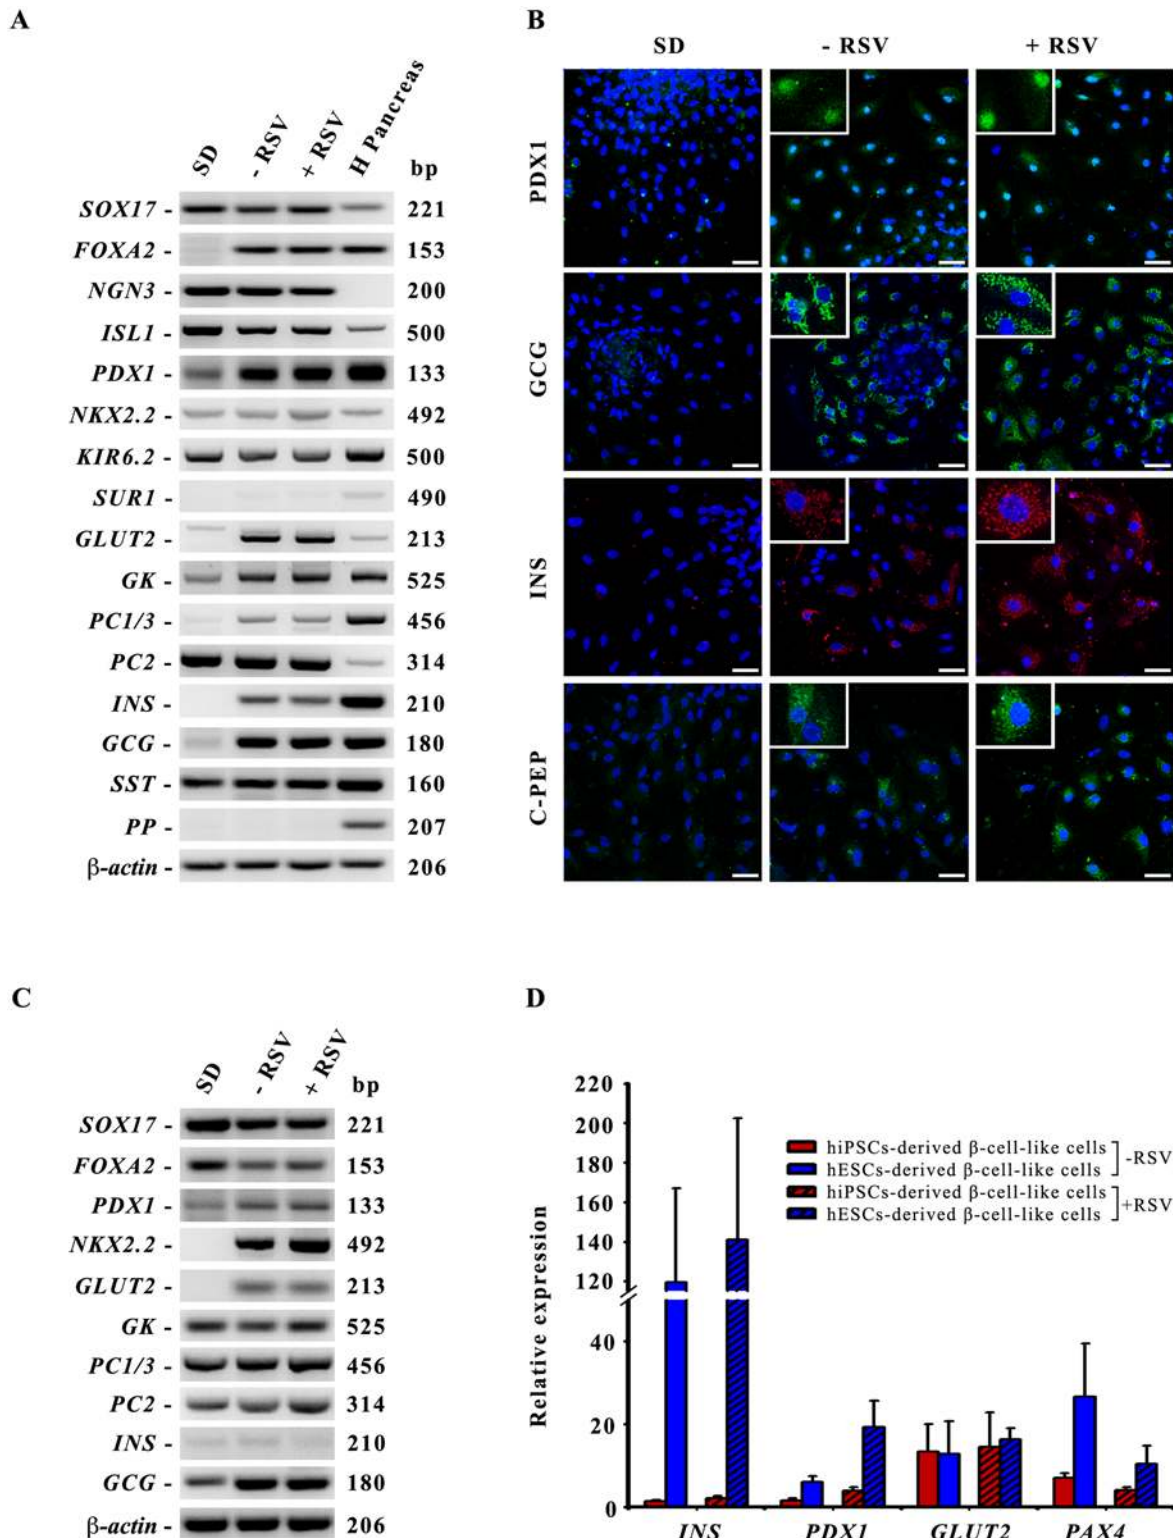 A
SD - RSV + RSV H Pancreas bp
SOX17 - 221
FOXA2 - 153
NGN3 - 200
ISL1 - 500
PDX1 - 133
NKX2.2 - 492
KIR6.2 - 500
SUR1 - 490
GLUT2 - 213
GK - 525
PC1/3 - 456
PC2 - 314
INS - 210
GCG - 180
SST - 160
PP - 207
β-actin - 206
B
SD - RSV + RSV
PDX1
GCG
INS
C-PEP
C
SD - RSV + RSV bp
SOX17 - 221
FOXA2 - 153
PDX1 - 133
NKX2.2 - 492
GLUT2 - 213
GK - 525
PC1/3 - 456
PC2 - 314
INS - 210
GCG - 180
β-actin - 206
D
Relative expression
220
200
180
160
140
120
40
20
0
hiPSCs-derived β-cell-like cells
hESCs-derived β-cell-like cells
-RSV
hiPSCs-derived β-cell-like cells
hESCs-derived β-cell-like cells
+RSV
INS PDX1 GLUT2 PAX4